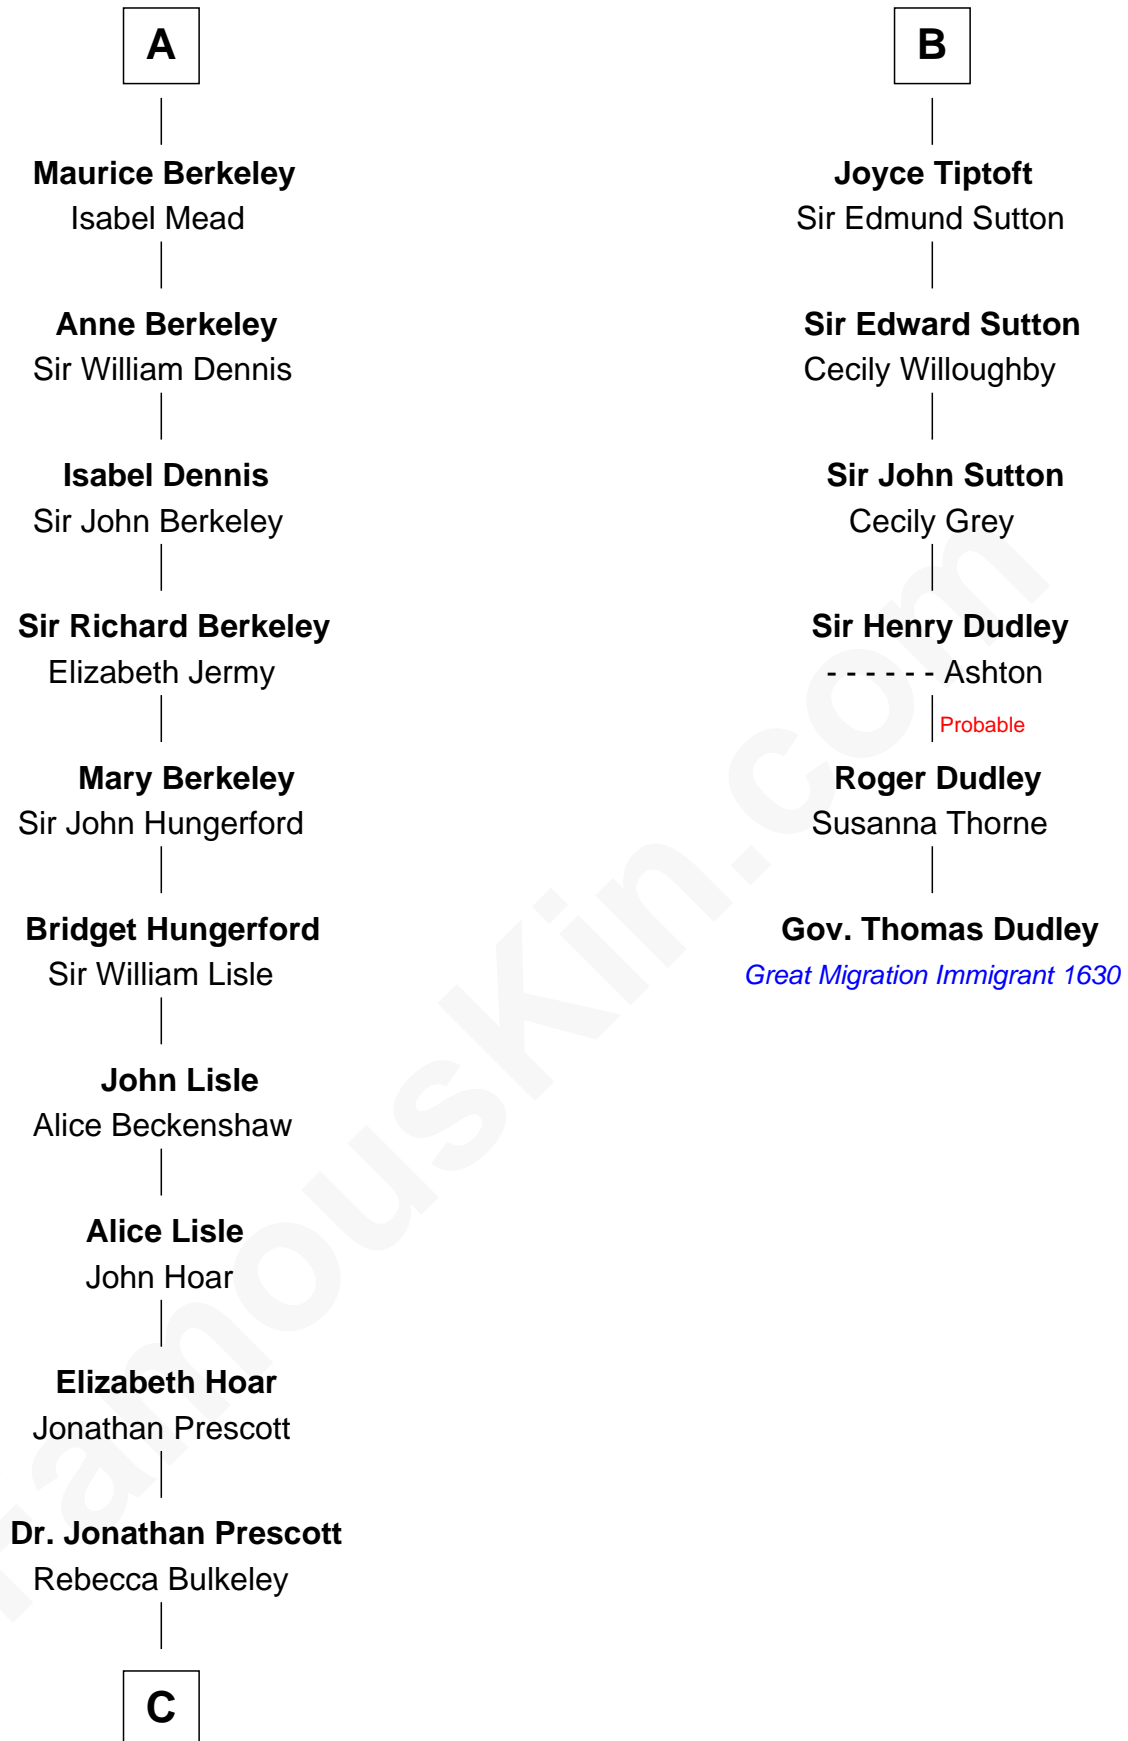 A
Maurice Berkeley
Isabel Mead
Anne Berkeley
Sir William Dennis
Isabel Dennis
Sir John Berkeley
Sir Richard Berkeley
Elizabeth Jermy
Mary Berkeley
Sir John Hungerford
Bridget Hungerford
Sir William Lisle
John Lisle
Alice Beckenshaw
Alice Lisle
John Hoar
Elizabeth Hoar
Jonathan Prescott
Dr. Jonathan Prescott
Rebecca Bulkeley
C
B
Joyce Tiptoft
Sir Edmund Sutton
Sir Edward Sutton
Cecily Willoughby
Sir John Sutton
Cecily Grey
Sir Henry Dudley
- - - - - - Ashton
Probable
Roger Dudley
Susanna Thorne
Gov. Thomas Dudley
Great Migration Immigrant 1630
FamousKin.com